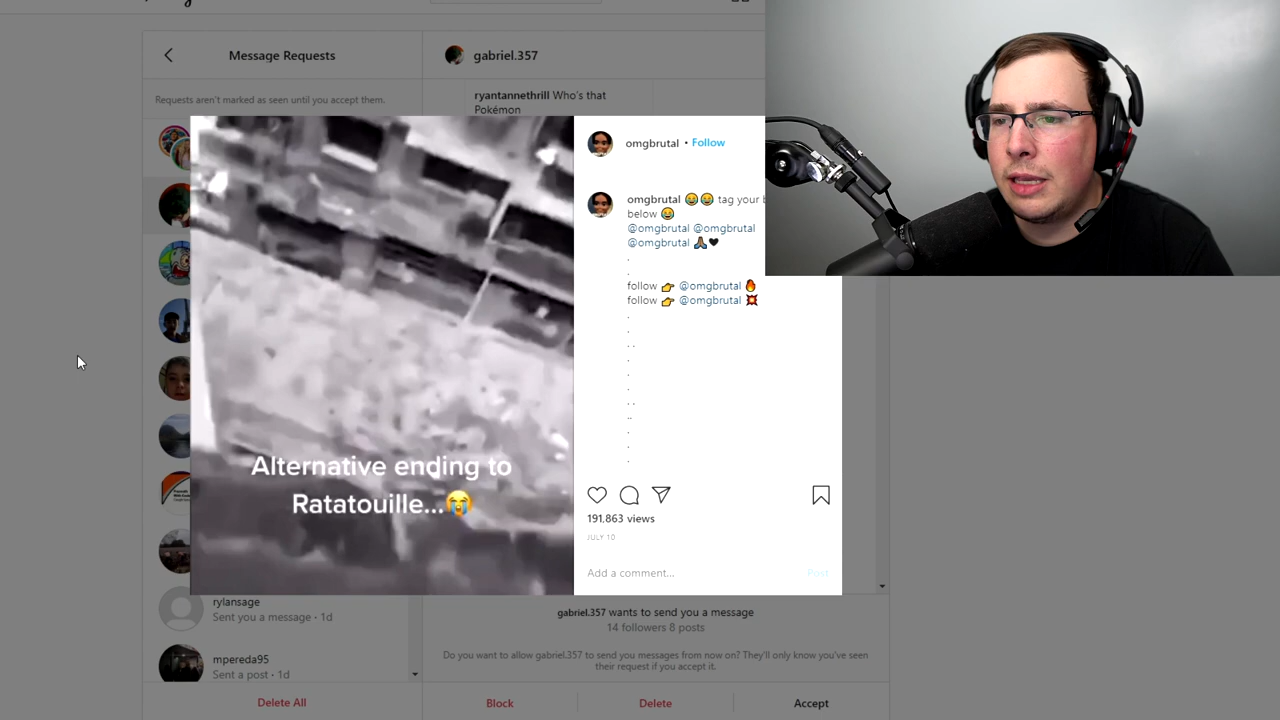 Message Requests
gabriel.357
Requests aren't marked as seen until you accept them.
ryantannethrill Who's that
Pokémon
omgbrutal • Follow
omgbrutal 😂😂 tag your
below 😂
@omgbrutal @omgbrutal
@omgbrutal 🙏🏾🖤
.
.
follow 👉 @omgbrutal 🔥
follow 👉 @omgbrutal 💥
.
.
. .
.
.
.
. .
..
.
.
.
Alternative ending to
Ratatouille...😭
191,863 views
JULY 10
Add a comment...
Post
rylansage
Sent you a message · 1d
mpereda95
Sent a post · 1d
Delete All
gabriel.357 wants to send you a message
14 followers 8 posts
Do you want to allow gabriel.357 to send you messages from now on? They'll only know you've seen
their request if you accept it.
Block
Delete
Accept